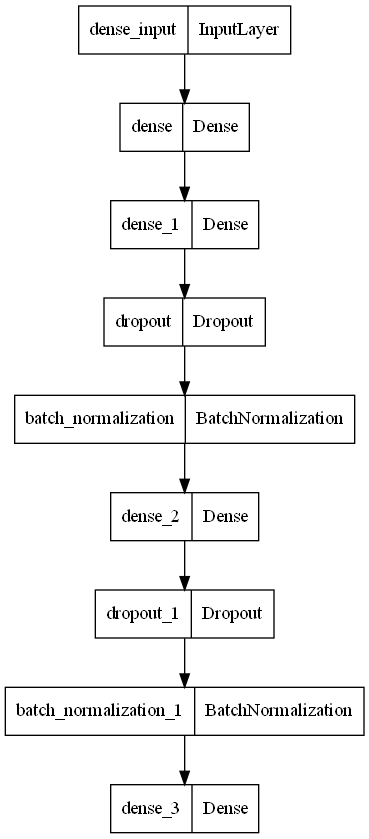 dense_input InputLayer
dense Dense
dense_1 Dense
dropout Dropout
batch_normalization BatchNormalization
dense_2 Dense
dropout_1 Dropout
batch_normalization_1 BatchNormalization
dense_3 Dense